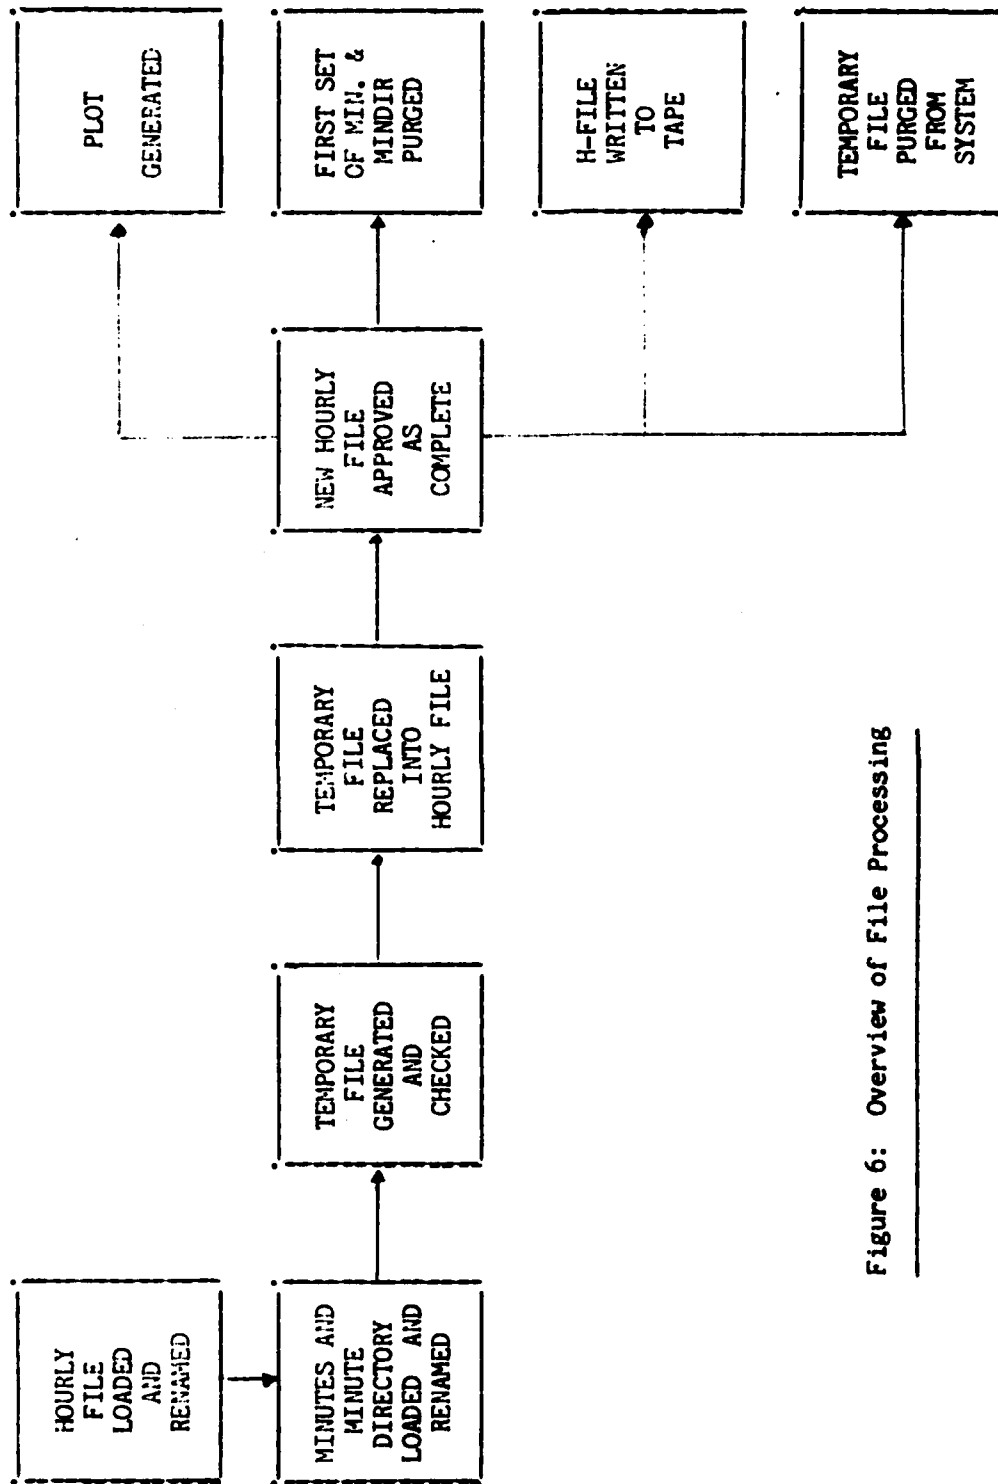 HOURLY
FILE
LOADED
AND
RENAMED
MINUTES AND
MINUTE
DIRECTORY
LOADED AND
RENAMED
TEMPORARY
FILE
GENERATED
AND
CHECKED
TEMPORARY
FILE
REPLACED
INTO
HOURLY FILE
NEW HOURLY
FILE
APPROVED
AS
COMPLETE
PLOT
GENERATED
FIRST SET
OF MIN. &
MINDIR
PURGED
H-FILE
WRITTEN
TO
TAPE
TEMPORARY
FILE
PURGED
FROM
SYSTEM
Figure 6: Overview of File Processing